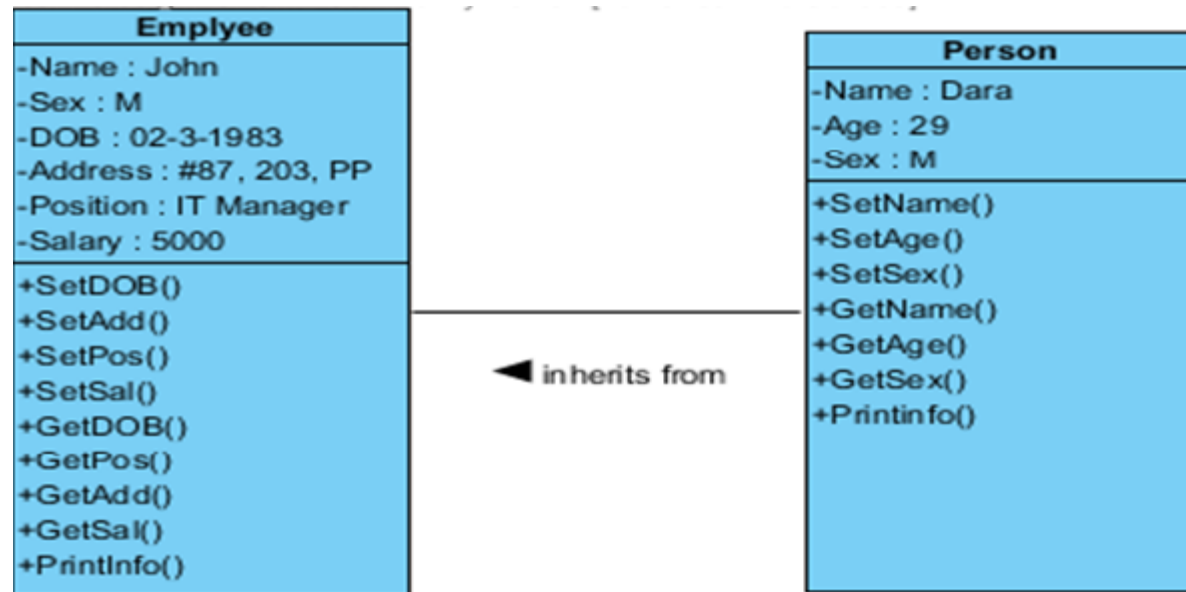 Emplyee
-Name : John
-Sex : M
-DOB : 02-3-1983
-Address : #87, 203, PP
-Position : IT Manager
-Salary : 5000
+SetDOB()
+SetAdd()
+SetPos()
+SetSal()
+GetDOB()
+GetPos()
+GetAdd()
+GetSal()
+PrintInfo()
inherits from
Person
-Name : Dara
-Age : 29
-Sex : M
+SetName()
+SetAge()
+SetSex()
+GetName()
+GetAge()
+GetSex()
+Printinfo()